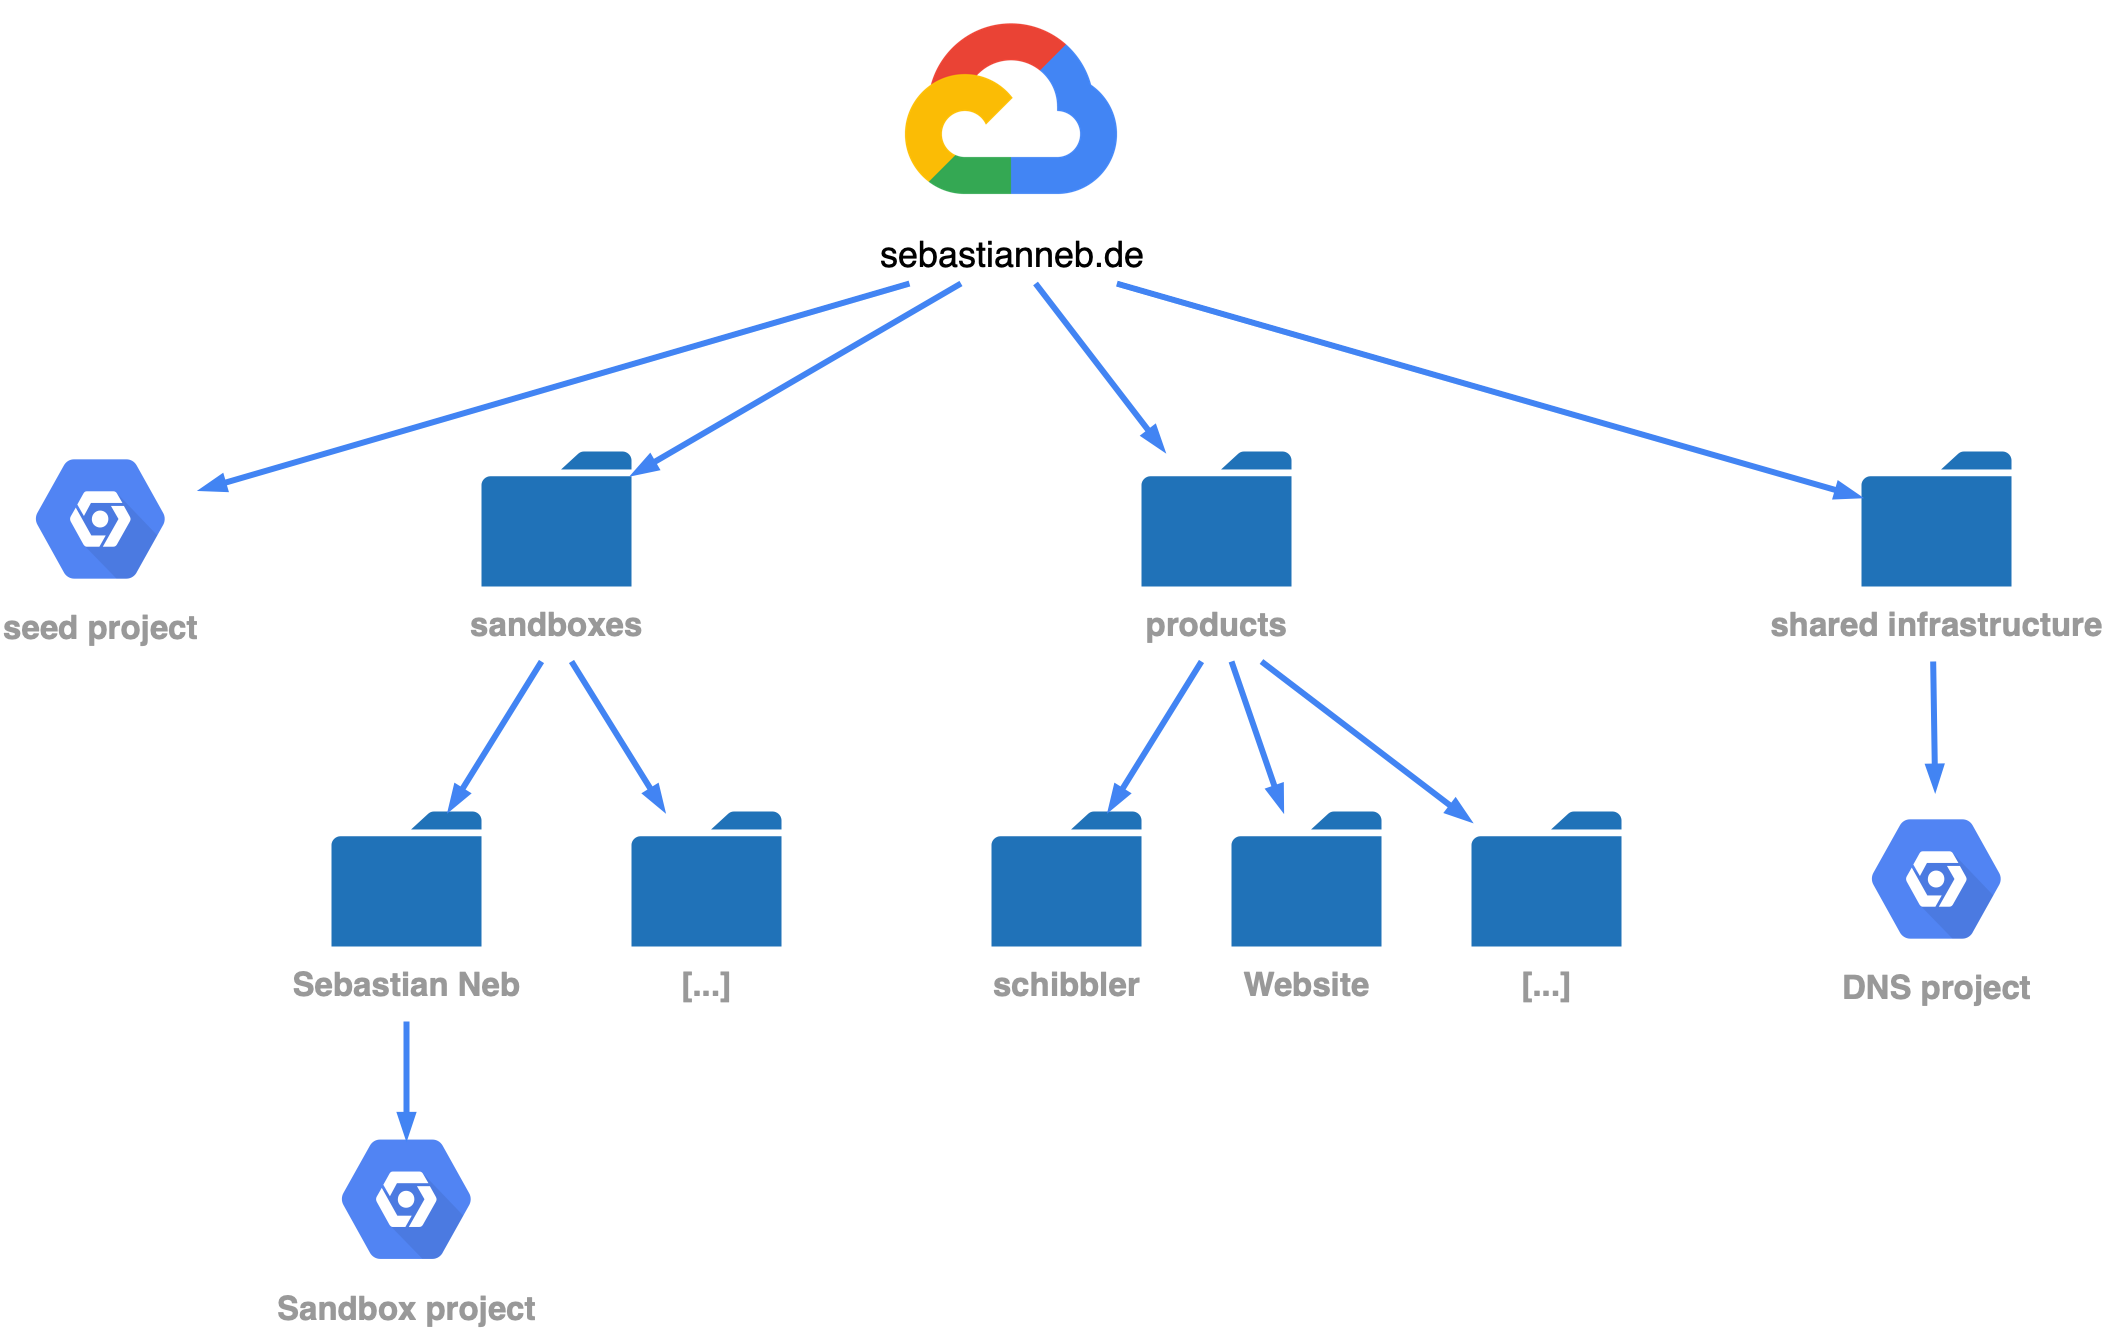 sebastianneb.de
seed project
sandboxes
products
shared infrastructure
Sebastian Neb
[...]
schibbler
Website
[...]
DNS project
Sandbox project